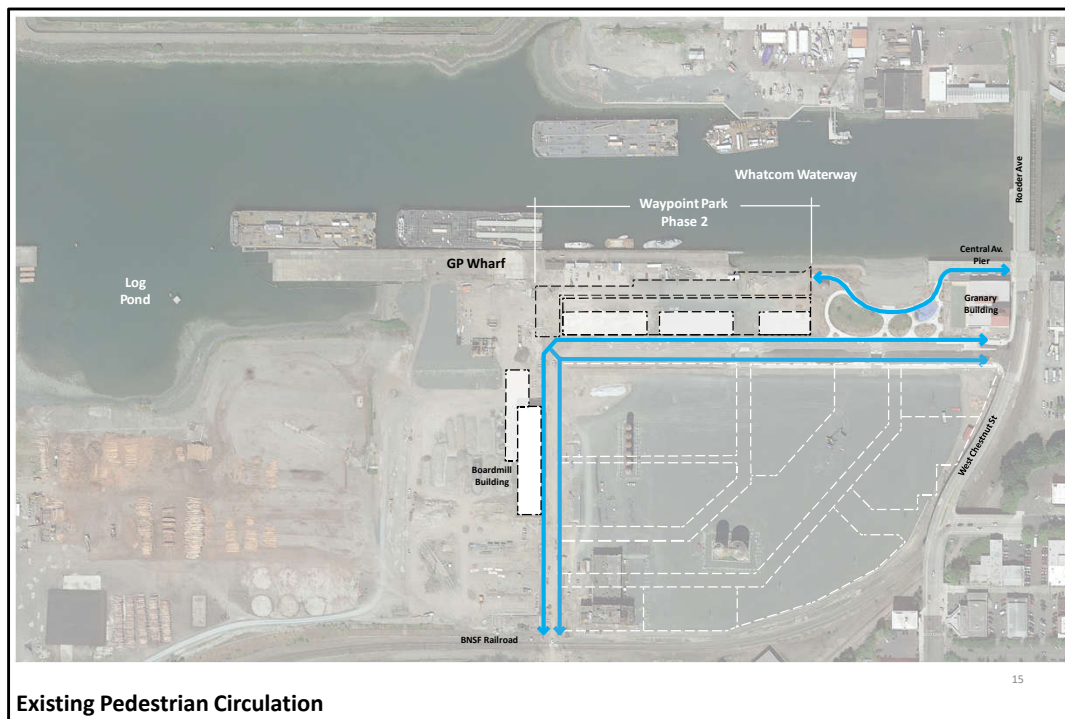 Whatcom Waterway
Roeder Ave
Waypoint Park
Phase 2
Central Av.
Pier
GP Wharf
Log
Pond
Granary
Building
West Chestnut St
Boardmill
Building
BNSF Railroad
15
Existing Pedestrian Circulation